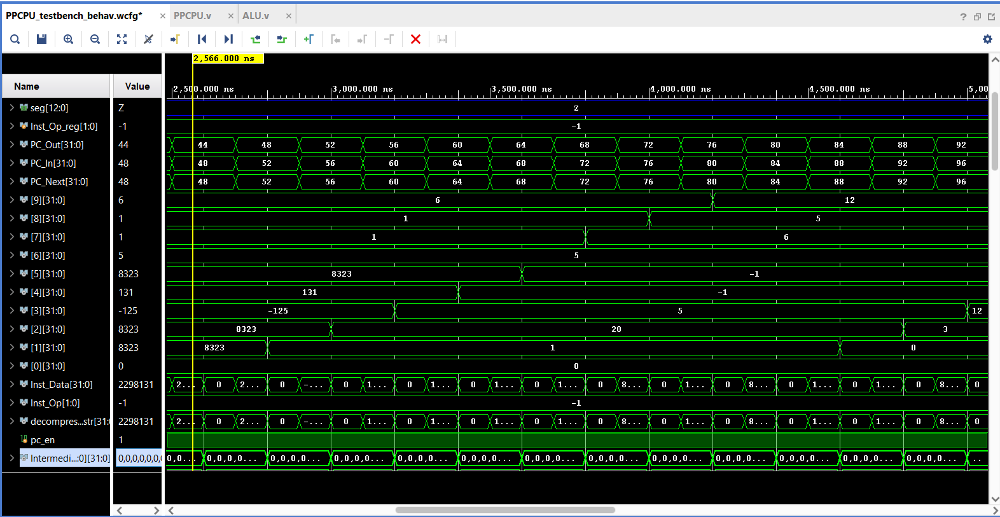 PPCPU_testbench_behav.wcfg* × PPCPU.v × ALU.v ×
2,566.000 ns
Name Value
2,500.000 ns 3,000.000 ns 3,500.000 ns 4,000.000 ns 4,500.000 ns 5,00
seg[12:0] Z Z
Inst_Op_reg[1:0] -1 -1
PC_Out[31:0] 44 44 48 52 56 60 64 68 72 76 80 84 88 92
PC_In[31:0] 48 48 52 56 60 64 68 72 76 80 84 88 92 96
PC_Next[31:0] 48 48 52 56 60 64 68 72 76 80 84 88 92 96
[9][31:0] 6 6 12
[8][31:0] 1 1 5
[7][31:0] 1 1 6
[6][31:0] 5 5
[5][31:0] 8323 8323 -1
[4][31:0] 131 131 -1
[3][31:0] -125 -125 5 12
[2][31:0] 8323 8323 20 3
[1][31:0] 8323 8323 1 0
[0][31:0] 0 0
Inst_Data[31:0] 2298131 2... 0 2... 0 -... 0 1... 0 1... 0 1... 0 1... 0 8... 0 1... 0 8... 0 1... 0 1... 0 8... 0
Inst_Op[1:0] -1 -1
decompres...str[31:0 2298131 2... 0 2... 0 -... 0 1... 0 1... 0 1... 0 1... 0 8... 0 1... 0 8... 0 1... 0 1... 0 8... 0
pc_en 1
Intermedi...:0][31:0] 0,0,0,0,0,0,0 0,0... 0,0,0,0... 0,0,0,0... 0,0,0,0... 0,0,0,0... 0,0,0,0... 0,0,0,0... 0,0,0,0... 0,0,0,0... 0,0,0,0... 0,0,0,0... 0,0,0,0... ..